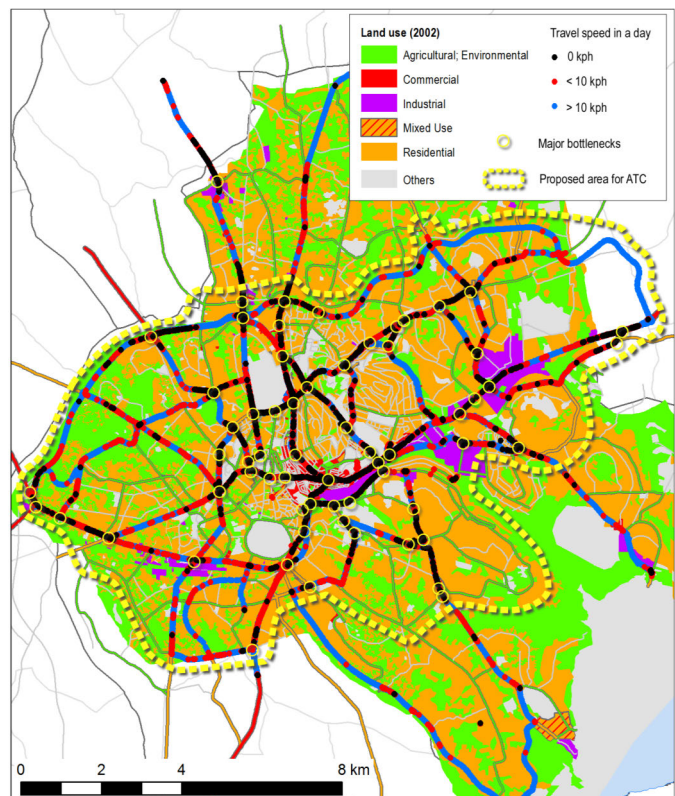 Land use (2002)
Agricultural; Environmental
Commercial
Industrial
Mixed Use
Residential
Others
Travel speed in a day
0 kph
< 10 kph
> 10 kph
Major bottlenecks
Proposed area for ATC
0 2 4 8 km